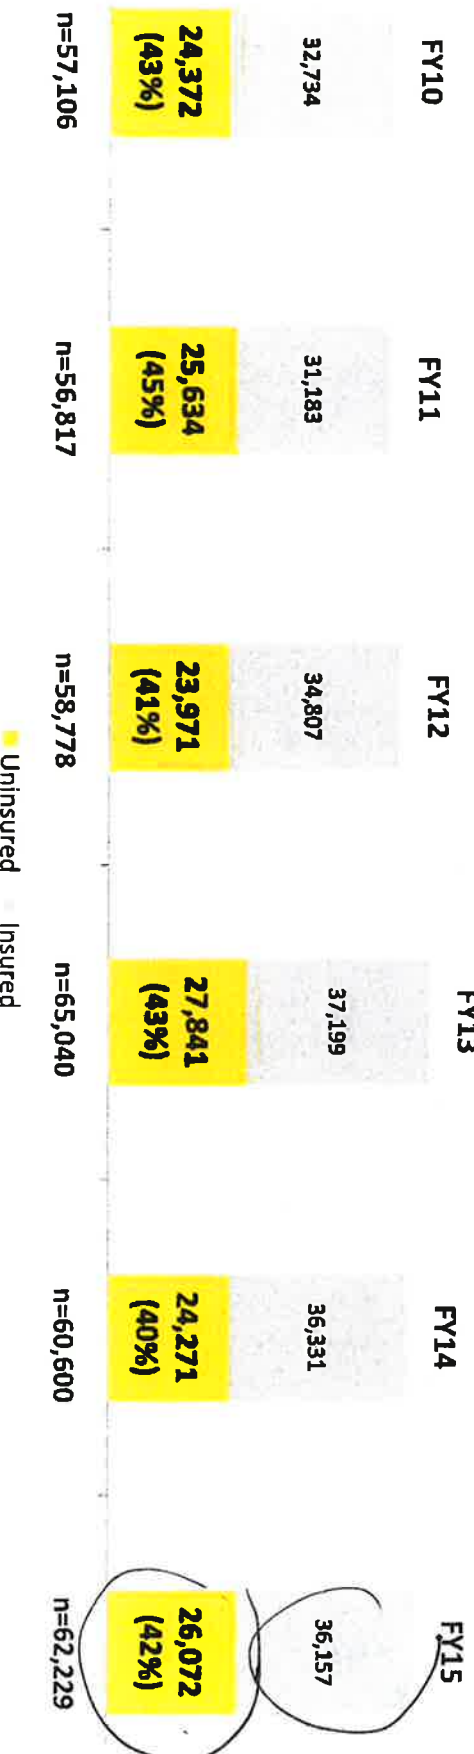 FY10
FY11
FY12
FY13
FY14
FY15
32,734
31,183
34,807
37,199
36,331
36,157
24,372
(43%)
25,634
(45%)
23,971
(41%)
27,841
(43%)
24,271
(40%)
26,072
(42%)
n=57,106
n=56,817
n=58,778
n=65,040
n=60,600
n=62,229
Uninsured Insured